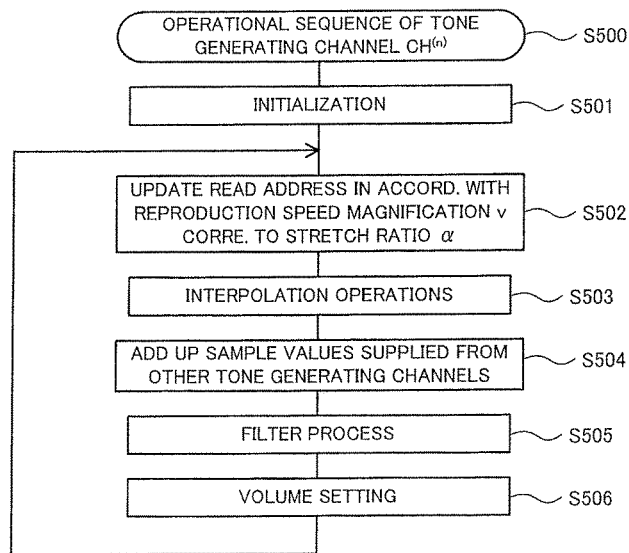 OPERATIONAL SEQUENCE OF TONE
GENERATING CHANNEL CH(n)
S500
INITIALIZATION
S501
UPDATE READ ADDRESS IN ACCORD. WITH
REPRODUCTION SPEED MAGNIFICATION v
CORRE. TO STRETCH RATIO α
S502
INTERPOLATION OPERATIONS
S503
ADD UP SAMPLE VALUES SUPPLIED FROM
OTHER TONE GENERATING CHANNELS
S504
FILTER PROCESS
S505
VOLUME SETTING
S506